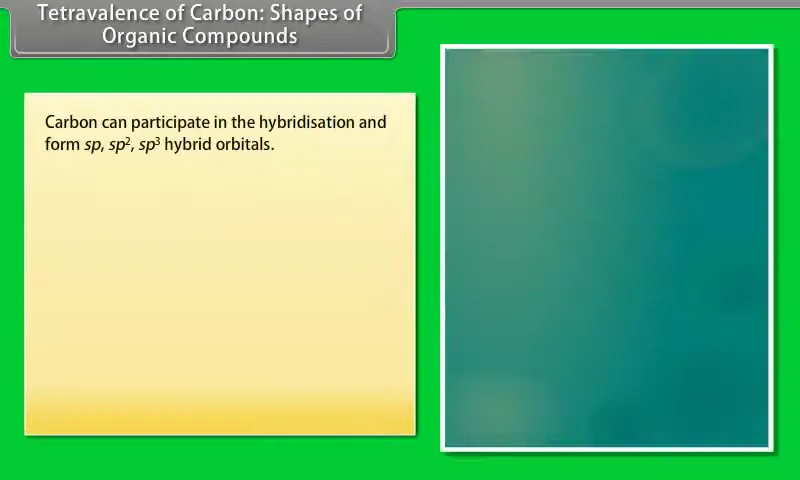 Tetravalence of Carbon: Shapes of
Organic Compounds
Carbon can participate in the hybridisation and
form sp, sp², sp³ hybrid orbitals.